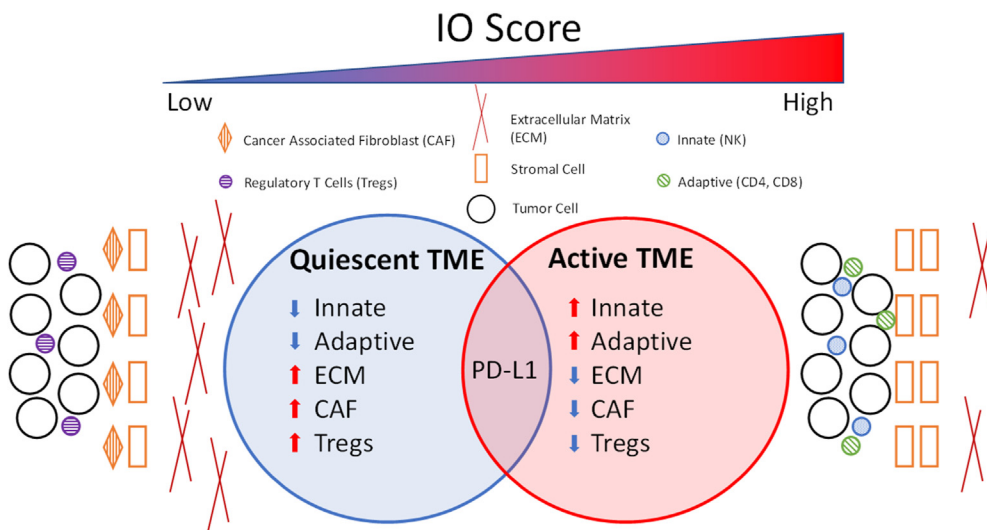 IO Score
Low
High
Cancer Associated Fibroblast (CAF)
Extracellular Matrix
(ECM)
Innate (NK)
Regulatory T Cells (Tregs)
Stromal Cell
Adaptive (CD4, CD8)
Tumor Cell
Quiescent TME
Innate
Adaptive
ECM
CAF
Tregs
PD-L1
Active TME
Innate
Adaptive
ECM
CAF
Tregs